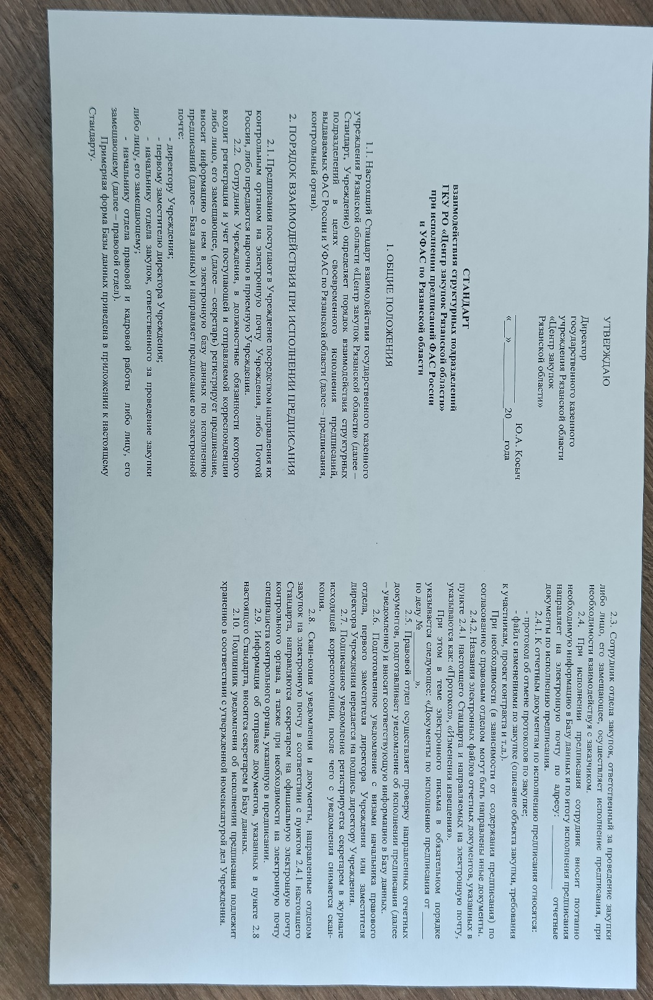 УТВЕРЖДАЮ
Директор
государственного казенного
учреждения Рязанской области
«Центр закупок
Рязанской области»
____________________ Ю.А. Косыч
«___» ______________ 20____года
СТАНДАРТ
взаимодействия структурных подразделений
ГКУ РО «Центр закупок Рязанской области»
при исполнении предписаний ФАС России
и УФАС по Рязанской области
1. ОБЩИЕ ПОЛОЖЕНИЯ
1.1. Настоящий Стандарт взаимодействия государственного казенного
учреждения Рязанской области «Центр закупок Рязанской области» (далее –
Стандарт, Учреждение) определяет порядок взаимодействия структурных
подразделений в целях своевременного исполнения предписаний,
выдаваемых ФАС России и УФАС по Рязанской области (далее – предписания,
контрольный орган).
2. ПОРЯДОК ВЗАИМОДЕЙСТВИЯ ПРИ ИСПОЛНЕНИИ ПРЕДПИСАНИЯ
2.1. Предписания поступают в Учреждение посредством направления их
контрольным органом на электронную почту Учреждения, либо Почтой
России, либо передаются нарочно в приемную Учреждения.
2.2. Сотрудник Учреждения, в должностные обязанности которого
входит регистрация и учет поступающей и отправляемой корреспонденции
либо лицо, его замещающее, (далее – секретарь) регистрирует предписание,
вносит информацию о нем в электронную базу данных по исполнению
предписаний (далее – База данных) и направляет предписание по электронной
почте:
- директору Учреждения;
- первому заместителю директора Учреждения;
- начальнику отдела закупок, ответственного за проведение закупки
либо лицу, его замещающему;
- начальнику отдела правовой и кадровой работы либо лицу, его
замещающему (далее – правовой отдел).
Примерная форма Базы данных приведена в приложении к настоящему
Стандарту.
2.3. Сотрудник отдела закупок, ответственный за проведение закупки
либо лицо, его замещающее, осуществляет исполнение предписания, при
необходимости взаимодействуя с заказчиком.
2.4. При исполнении предписания сотрудник вносит поэтапно
необходимую информацию в Базу данных и по итогу исполнения предписания
направляет на электронную почту по адресу: ______________ отчетные
документы по исполнению предписания.
2.4.1. К отчетным документам по исполнению предписания относятся:
- протокол об отмене протоколов по закупке;
- файл с изменениями по закупке (описание объекта закупки, требования
к участникам, проект контракта и т.д.).
При необходимости (в зависимости от содержания предписания) по
согласованию с правовым отделом могут быть направлены иные документы.
2.4.2. Названия электронных файлов отчетных документов, указанных в
пункте 2.4.1 настоящего Стандарта и направляемых на электронную почту,
указываются как: «Протокол», «Изменения извещения».
При этом в теме электронного письма в обязательном порядке
указывается следующее: «Документы по исполнению предписания от ______
по делу № ___________».
2.5. Правовой отдел осуществляет проверку направленных отчетных
документов, подготавливает уведомление об исполнении предписания (далее
– уведомление) и вносит соответствующую информацию в Базу данных.
2.6. Подготовленное уведомление с визами начальника правового
отдела, первого заместителя директора Учреждения или заместителя
директора Учреждения передается на подпись директору Учреждения.
2.7. Подписанное уведомление регистрируется секретарем в журнале
исходящей корреспонденции, после чего с уведомления снимается скан-
копия.
2.8. Скан-копия уведомления и документы, направленные отделом
закупок на электронную почту в соответствии с пунктом 2.4.1 настоящего
Стандарта, направляются секретарем на официальную электронную почту
контрольного органа, а также при необходимости на электронную почту
специалиста контрольного органа, указанную в предписании.
2.9. Информация об отправке документов, указанных в пункте 2.8
настоящего Стандарта, вносится секретарем в Базу данных.
2.10. Подлинник уведомления об исполнении предписания подлежит
хранению в соответствии с утвержденной номенклатурой дел Учреждения.